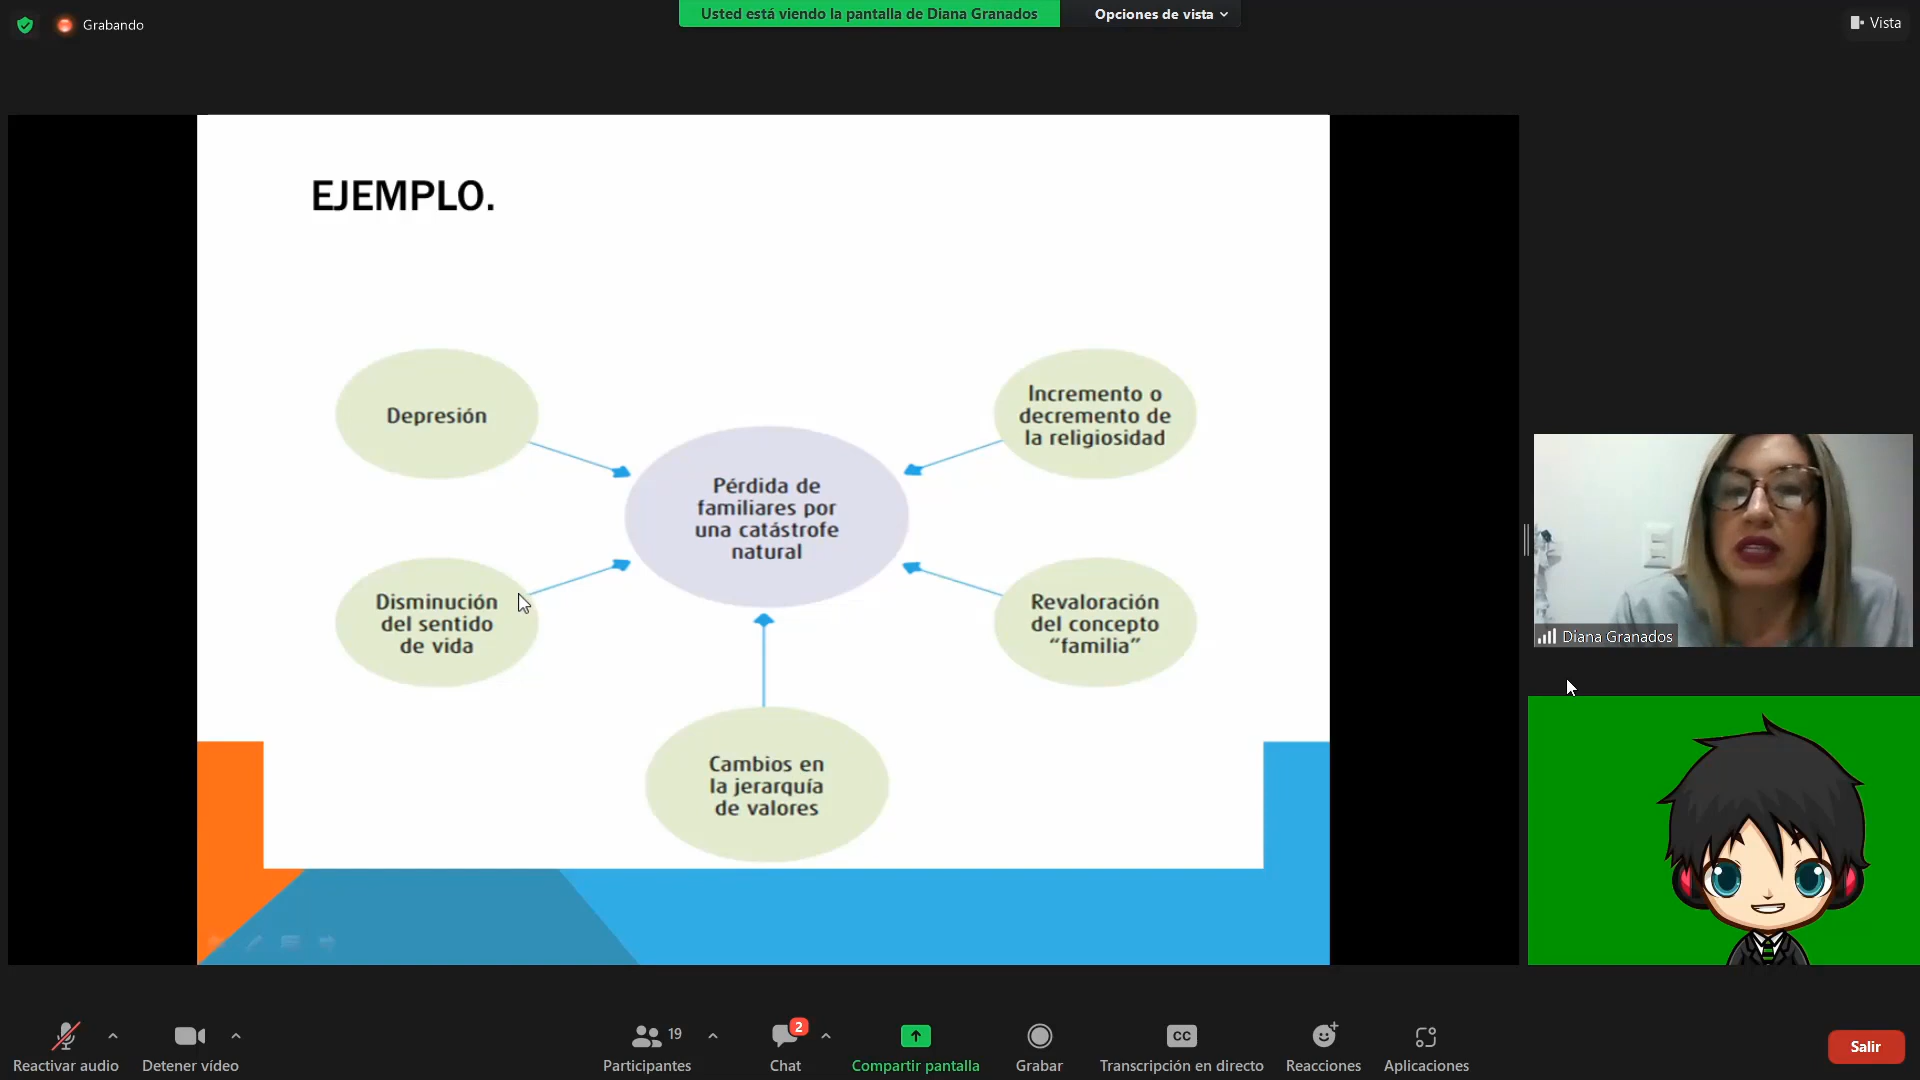 Grabando
Usted está viendo la pantalla de Diana Granados
Opciones de vista
Vista
EJEMPLO.
Depresión
Incremento o
decremento de
la religiosidad
Pérdida de
familiares por
una catástrofe
natural
Disminución
del sentido
de vida
Revaloración
del concepto
“familia”
Cambios en
la jerarquía
de valores
Diana Granados
Reactivar audio
Detener vídeo
19
Participantes
2
Chat
Compartir pantalla
Grabar
CC
Transcripción en directo
Reacciones
Aplicaciones
Salir